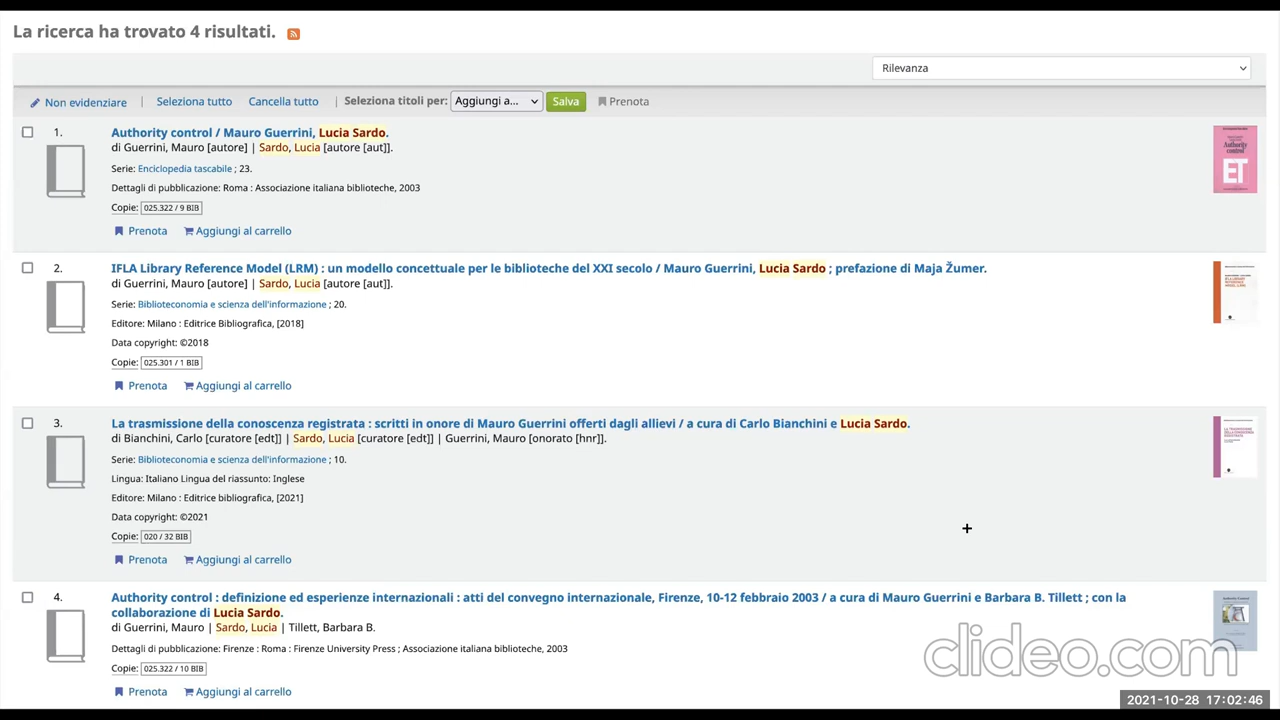 La ricerca ha trovato 4 risultati.
Rilevanza
Non evidenziare | Seleziona tutto Cancella tutto | Seleziona titoli per: Aggiungi a... Salva Prenota
1. Authority control / Mauro Guerrini, Lucia Sardo.
di Guerrini, Mauro [autore] | Sardo, Lucia [autore [aut]].
Serie: Enciclopedia tascabile ; 23.
Dettagli di pubblicazione: Roma : Associazione italiana biblioteche, 2003
Copie: 025.322 / 9 BIB
Prenota Aggiungi al carrello
Authority control
ET
2. IFLA Library Reference Model (LRM) : un modello concettuale per le biblioteche del XXI secolo / Mauro Guerrini, Lucia Sardo ; prefazione di Maja Žumer.
di Guerrini, Mauro [autore] | Sardo, Lucia [autore [aut]].
Serie: Biblioteconomia e scienza dell'informazione ; 20.
Editore: Milano : Editrice Bibliografica, [2018]
Data copyright: ©2018
Copie: 025.301 / 1 BIB
Prenota Aggiungi al carrello
3. La trasmissione della conoscenza registrata : scritti in onore di Mauro Guerrini offerti dagli allievi / a cura di Carlo Bianchini e Lucia Sardo.
di Bianchini, Carlo [curatore [edt]] | Sardo, Lucia [curatore [edt]] | Guerrini, Mauro [onorato [hnr]].
Serie: Biblioteconomia e scienza dell'informazione ; 10.
Lingua: Italiano Lingua del riassunto: Inglese
Editore: Milano : Editrice bibliografica, [2021]
Data copyright: ©2021
Copie: 020 / 32 BIB
Prenota Aggiungi al carrello
4. Authority control : definizione ed esperienze internazionali : atti del convegno internazionale, Firenze, 10-12 febbraio 2003 / a cura di Mauro Guerrini e Barbara B. Tillett ; con la
collaborazione di Lucia Sardo.
di Guerrini, Mauro | Sardo, Lucia | Tillett, Barbara B.
Dettagli di pubblicazione: Firenze : Roma : Firenze University Press ; Associazione italiana biblioteche, 2003
Copie: 025.322 / 10 BIB
Prenota Aggiungi al carrello
clideo.com
2021-10-28 17:02:46